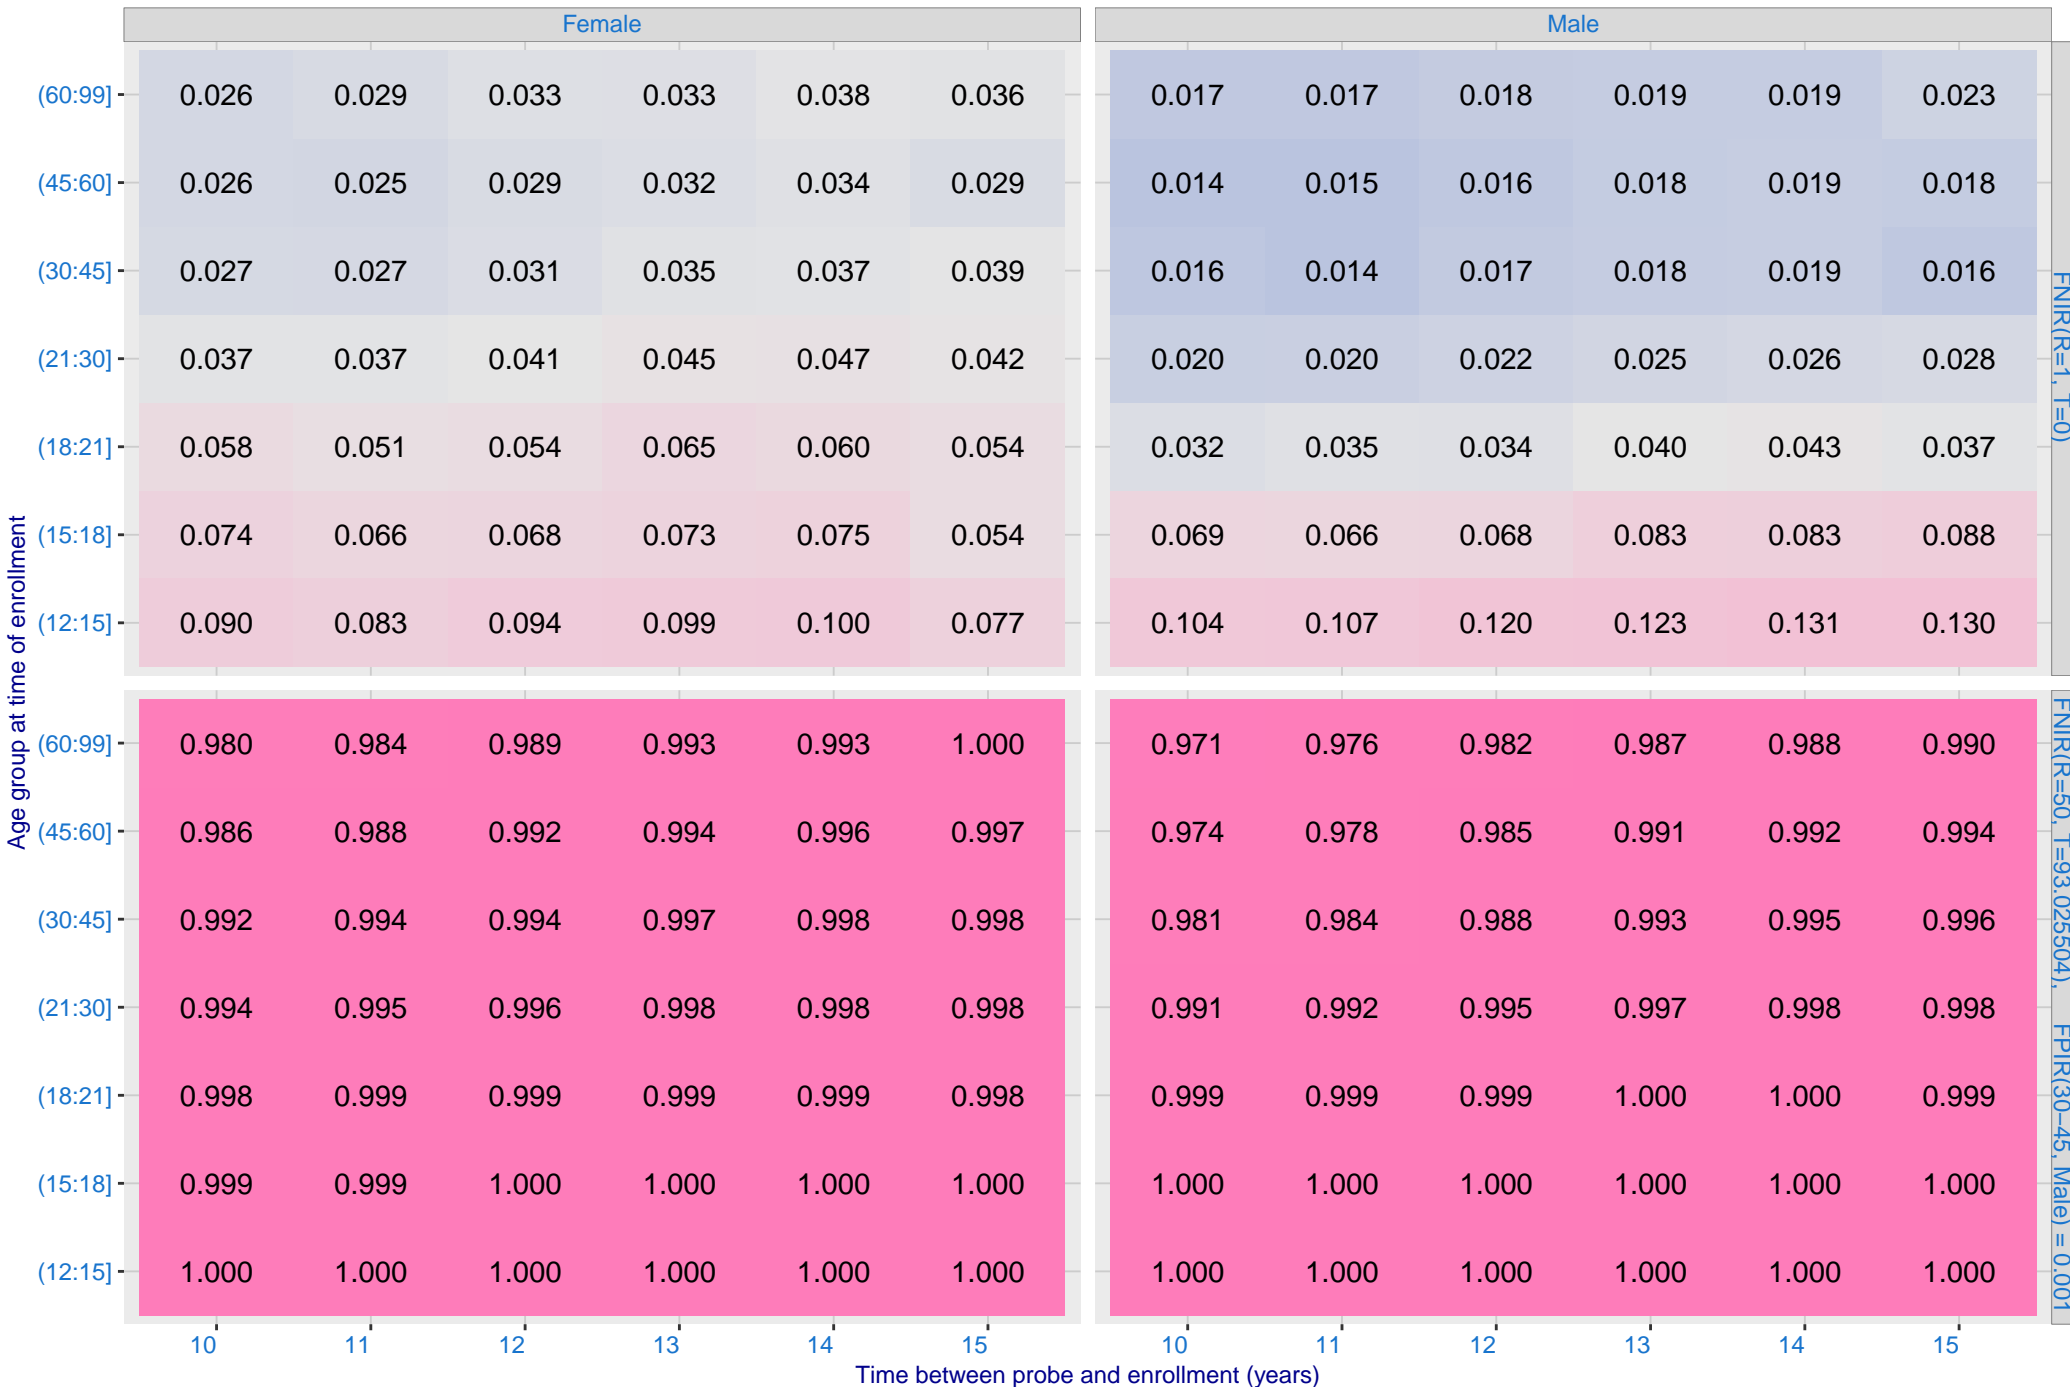 Female Male
(60:99] 0.026 0.029 0.033 0.033 0.038 0.036 0.017 0.017 0.018 0.019 0.019 0.023
(45:60] 0.026 0.025 0.029 0.032 0.034 0.029 0.014 0.015 0.016 0.018 0.019 0.018
(30:45] 0.027 0.027 0.031 0.035 0.037 0.039 0.016 0.014 0.017 0.018 0.019 0.016
(21:30] 0.037 0.037 0.041 0.045 0.047 0.042 0.020 0.020 0.022 0.025 0.026 0.028
(18:21] 0.058 0.051 0.054 0.065 0.060 0.054 0.032 0.035 0.034 0.040 0.043 0.037
(15:18] 0.074 0.066 0.068 0.073 0.075 0.054 0.069 0.066 0.068 0.083 0.083 0.088
(12:15] 0.090 0.083 0.094 0.099 0.100 0.077 0.104 0.107 0.120 0.123 0.131 0.130
FNIR(R=1, T=0)
Age group at time of enrollment
(60:99] 0.980 0.984 0.989 0.993 0.993 1.000 0.971 0.976 0.982 0.987 0.988 0.990
(45:60] 0.986 0.988 0.992 0.994 0.996 0.997 0.974 0.978 0.985 0.991 0.992 0.994
(30:45] 0.992 0.994 0.994 0.997 0.998 0.998 0.981 0.984 0.988 0.993 0.995 0.996
(21:30] 0.994 0.995 0.996 0.998 0.998 0.998 0.991 0.992 0.995 0.997 0.998 0.998
(18:21] 0.998 0.999 0.999 0.999 0.999 0.998 0.999 0.999 0.999 1.000 1.000 0.999
(15:18] 0.999 0.999 1.000 1.000 1.000 1.000 1.000 1.000 1.000 1.000 1.000 1.000
(12:15] 1.000 1.000 1.000 1.000 1.000 1.000 1.000 1.000 1.000 1.000 1.000 1.000
FNIR(R=50, T=93.025504), FPIR(30−45, Male) = 0.001
10 11 12 13 14 15 10 11 12 13 14 15
Time between probe and enrollment (years)